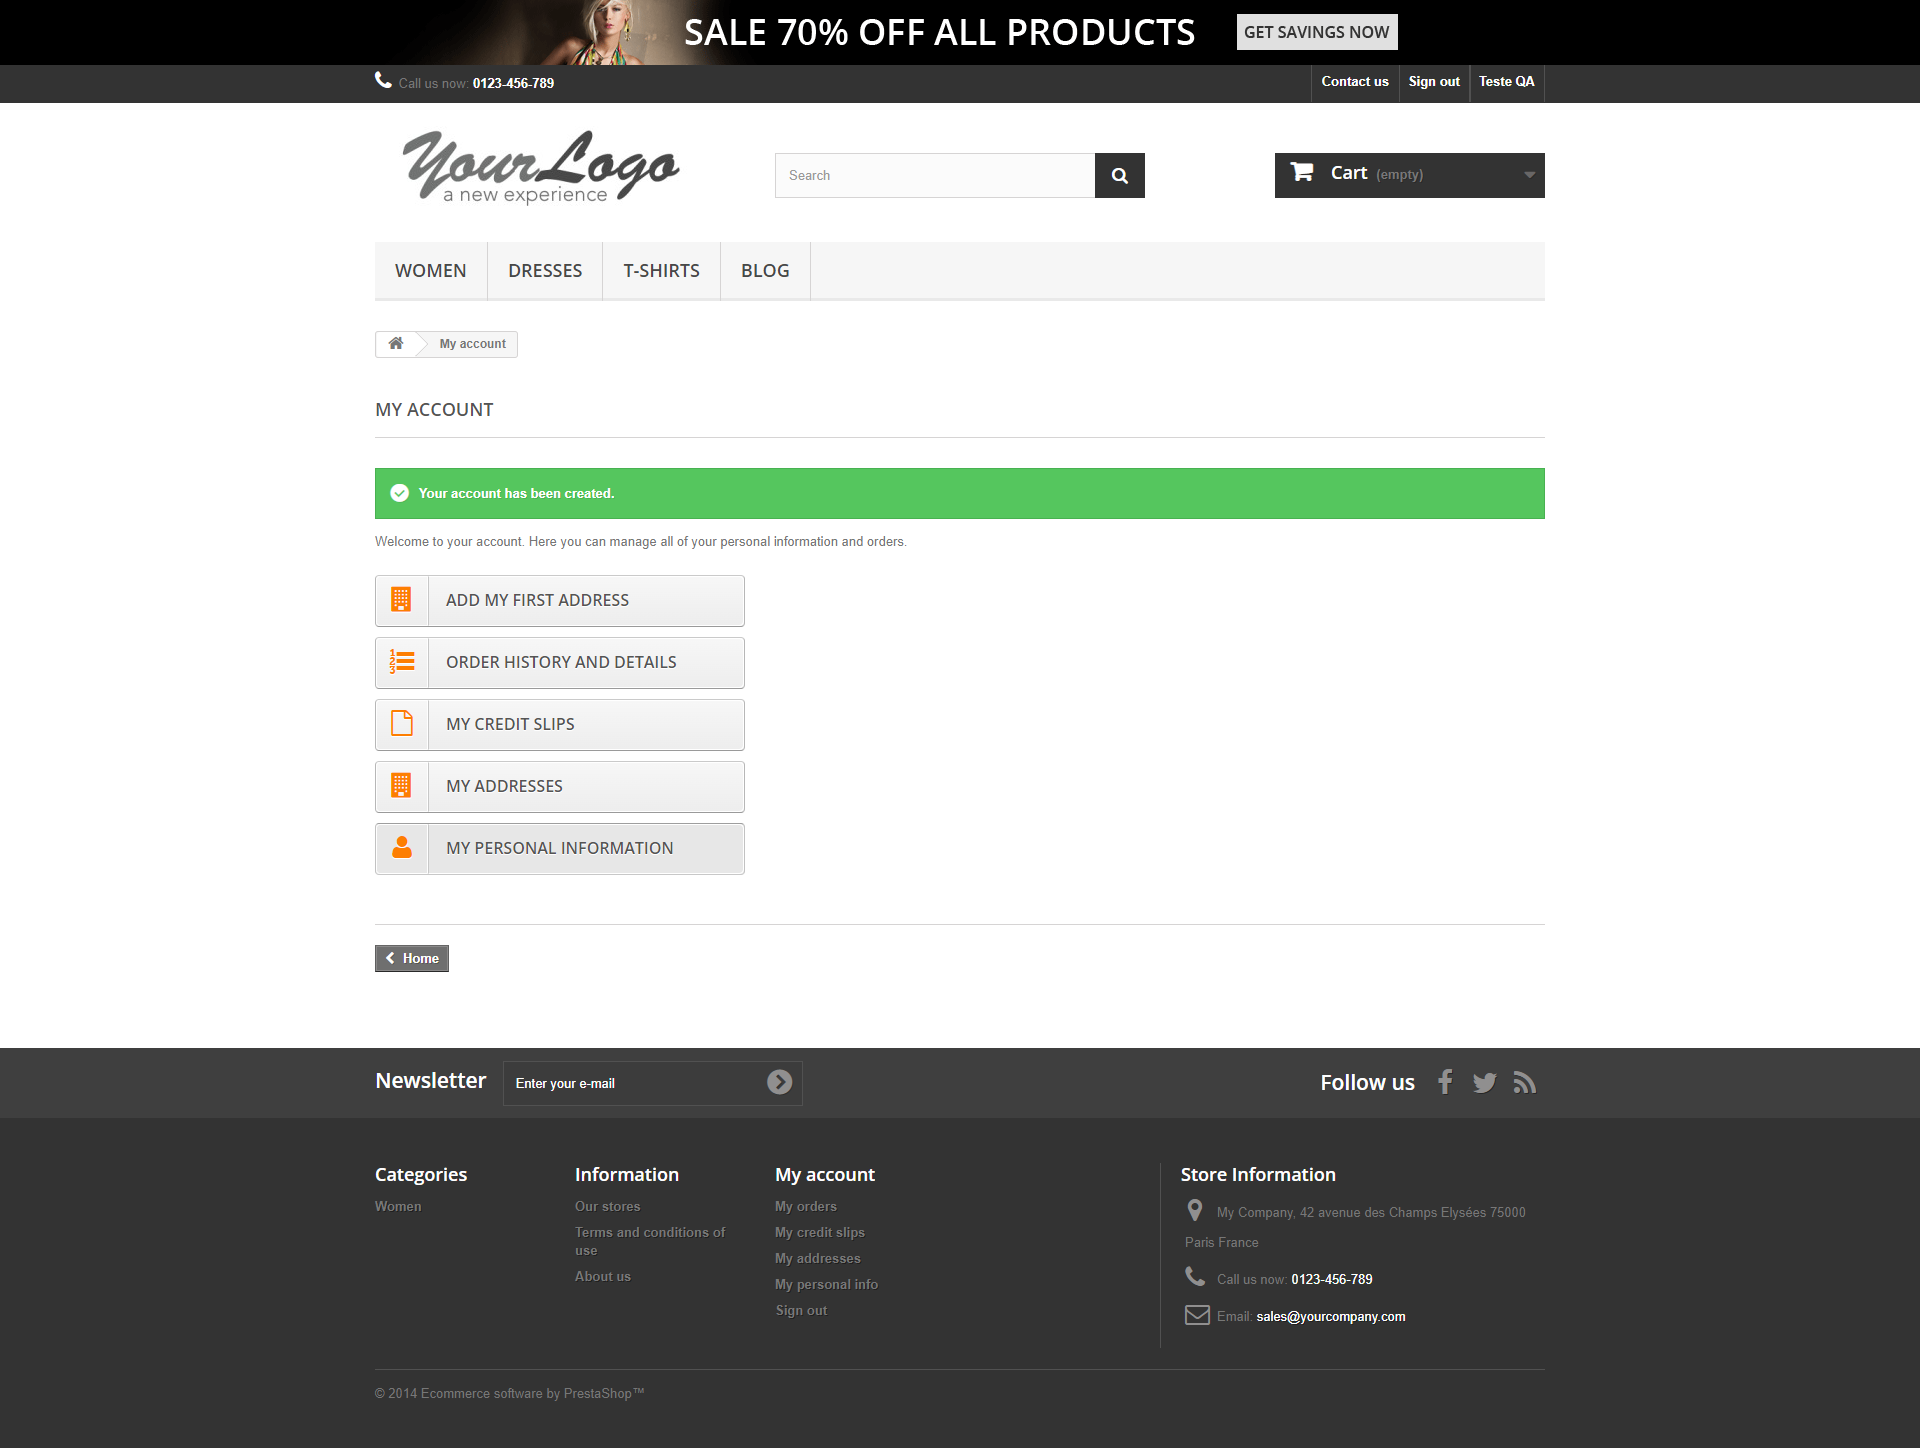 SALE 70% OFF ALL PRODUCTS GET SAVINGS NOW
Call us now: 0123-456-789 Contact us Sign out Teste QA
YourLogo
a new experience
Search
Cart (empty)
WOMEN DRESSES T-SHIRTS BLOG
My account
MY ACCOUNT
Your account has been created.
Welcome to your account. Here you can manage all of your personal information and orders.
ADD MY FIRST ADDRESS
ORDER HISTORY AND DETAILS
MY CREDIT SLIPS
MY ADDRESSES
MY PERSONAL INFORMATION
Home
Newsletter Enter your e-mail Follow us
Categories
Women
Information
Our stores
Terms and conditions of
use
About us
My account
My orders
My credit slips
My addresses
My personal info
Sign out
Store Information
My Company, 42 avenue des Champs Elysées 75000
Paris France
Call us now: 0123-456-789
Email: sales@yourcompany.com
© 2014 Ecommerce software by PrestaShop™